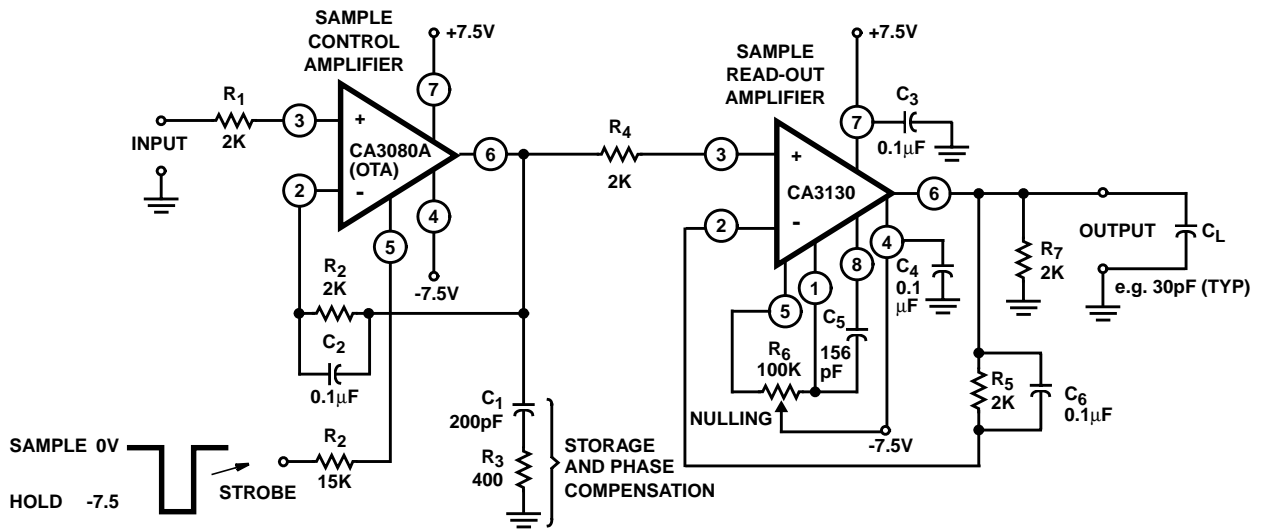 SAMPLE
CONTROL
AMPLIFIER
+7.5V
7
R1
2K
INPUT
3
+
CA3080A
(OTA)
2
-
6
4
5
-7.5V
R2
2K
C2
0.1μF
R4
2K
SAMPLE
READ-OUT
AMPLIFIER
+7.5V
7
C3
0.1μF
3
+
CA3130
2
-
6
4
8
1
5
C4
0.1
μF
R7
2K
OUTPUT
CL
e.g. 30pF (TYP)
C5
156
pF
R6
100K
NULLING
-7.5V
R5
2K
C6
0.1μF
C1
200pF
R3
400
STORAGE
AND PHASE
COMPENSATION
SAMPLE 0V
HOLD -7.5
STROBE
R2
15K